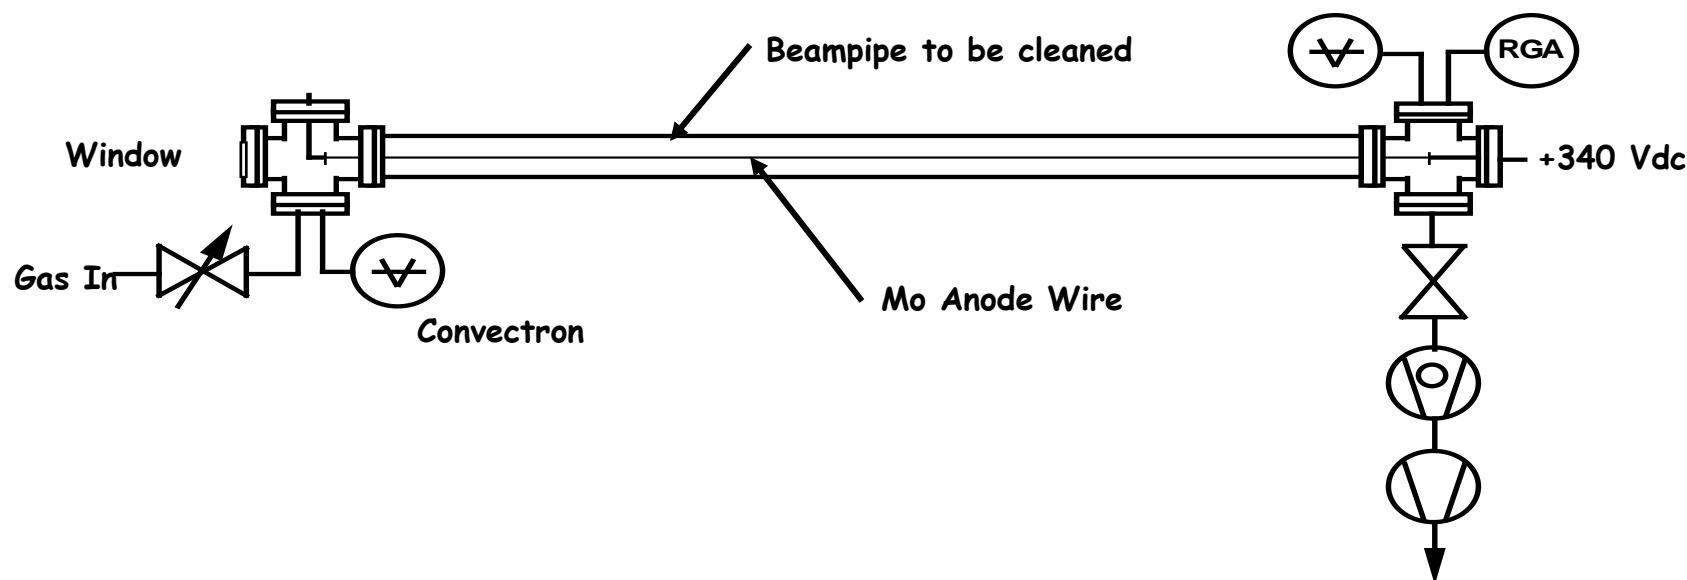 Beampipe to be cleaned
RGA
Window
+340 Vdc
Gas In
Mo Anode Wire
Convectron